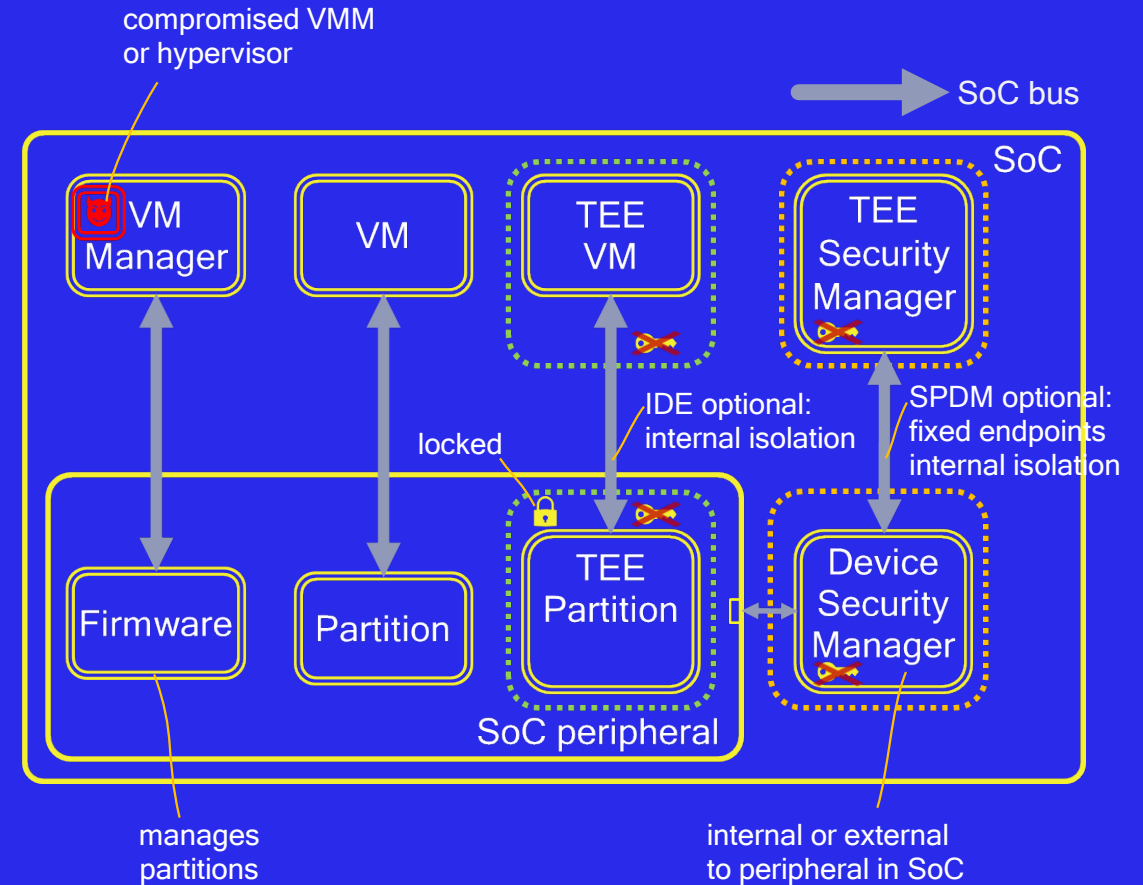 compromised VMM
or hypervisor
SoC bus
SoC
VM
Manager
VM
TEE
VM
TEE
Security
Manager
locked
IDE optional:
internal isolation
SPDM optional:
fixed endpoints
internal isolation
Firmware
Partition
TEE
Partition
Device
Security
Manager
SoC peripheral
manages
partitions
internal or external
to peripheral in SoC